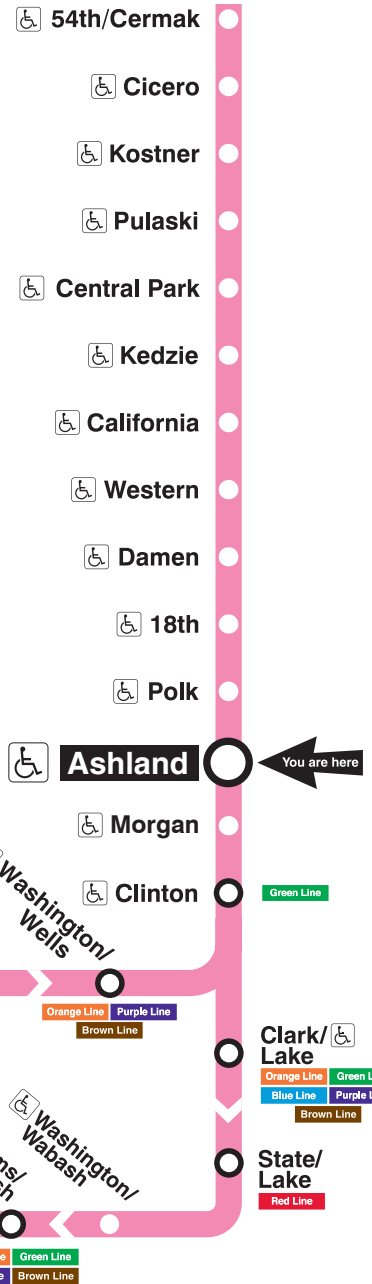 54th/Cermak
Cicero
Kostner
Pulaski
Central Park
Kedzie
California
Western
Damen
18th
Polk
Ashland
You are here
Morgan
Clinton
Green Line
Washington/
Wells
Orange Line Purple Line
Brown Line
Clark/
Lake
Orange Line Green L
Blue Line Purple L
Brown Line
Washington/
Wabash
State/
Lake
Red Line
Green Line
Brown Line